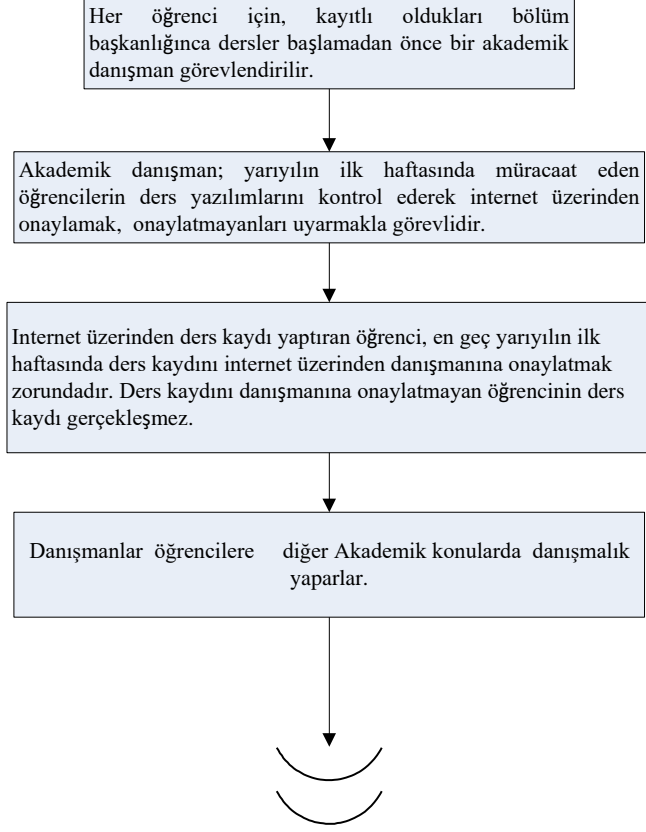 Her öğrenci için, kayıtlı oldukları bölüm
başkanlığınca dersler başlamadan önce bir akademik
danışman görevlendirilir.
Akademik danışman; yarıyılın ilk haftasında müracaat eden
öğrencilerin ders yazılımlarını kontrol ederek internet üzerinden
onaylamak, onaylatmayanları uyarmakla görevlidir.
Internet üzerinden ders kaydı yaptıran öğrenci, en geç yarıyılın ilk
haftasında ders kaydını internet üzerinden danışmanına onaylatmak
zorundadır. Ders kaydını danışmanına onaylatmayan öğrencinin ders
kaydı gerçekleşmez.
Danışmanlar öğrencilere diğer Akademik konularda danışmalık
yaparlar.